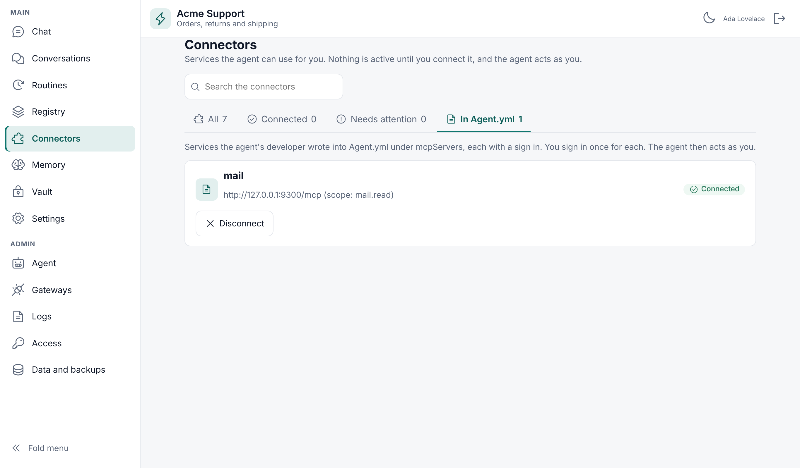 MAIN
Chat
Conversations
Routines
Registry
Connectors
Memory
Vault
Settings
ADMIN
Agent
Gateways
Logs
Access
Data and backups
Fold menu
Acme Support
Orders, returns and shipping
Ada Lovelace
Connectors
Services the agent can use for you. Nothing is active until you connect it, and the agent acts as you.
Search the connectors
All 7
Connected 0
Needs attention 0
In Agent.yml 1
Services the agent's developer wrote into Agent.yml under mcpServers, each with a sign in. You sign in once for each. The agent then acts as you.
mail
http://127.0.0.1:9300/mcp (scope: mail.read)
Connected
Disconnect